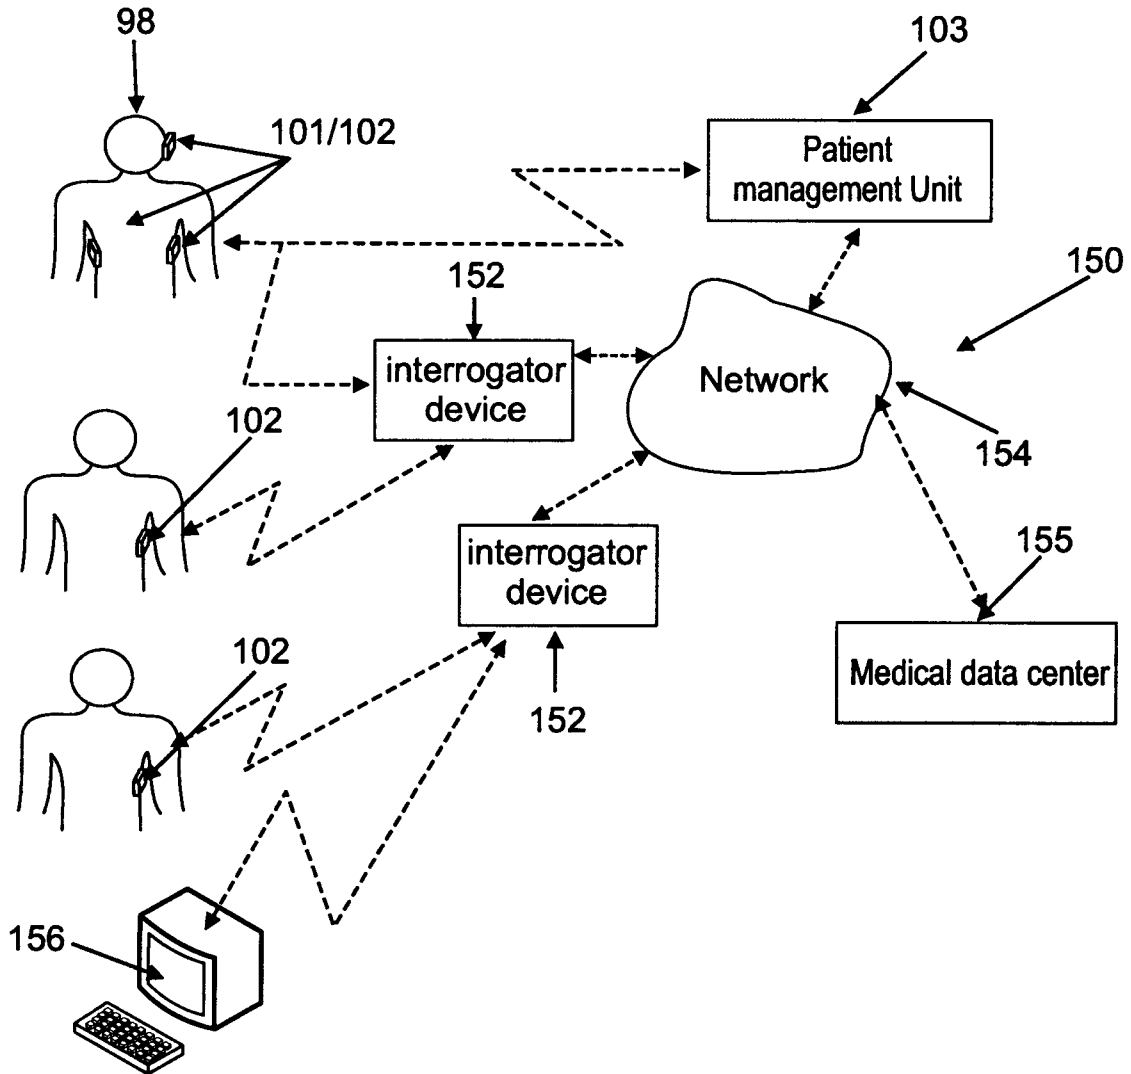 98
103
101/102
Patient
management Unit
150
152
interrogator
device
Network
102
154
interrogator
device
155
102
Medical data center
152
156